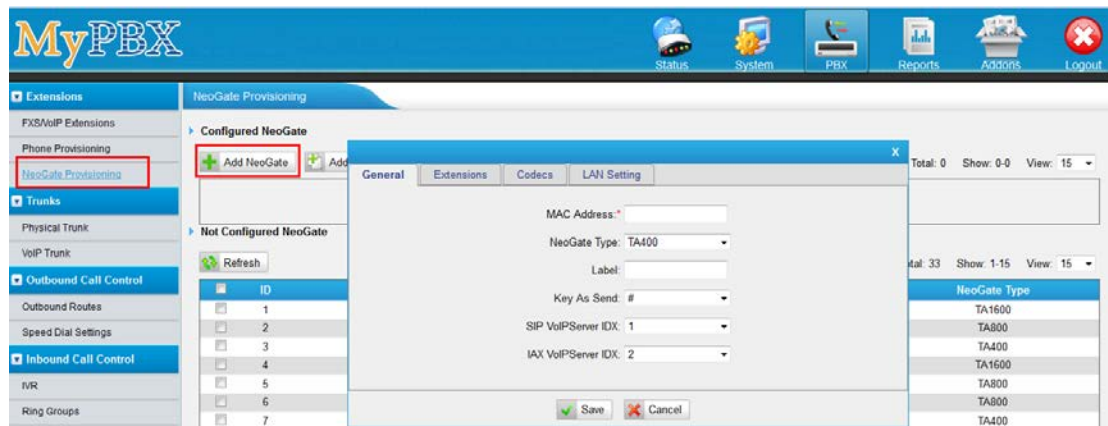 MyPBX
Status System PBX Reports Addons Logout
Extensions
FXS/VoIP Extensions
Phone Provisioning
NeoGate Provisioning
Trunks
Physical Trunk
VoIP Trunk
Outbound Call Control
Outbound Routes
Speed Dial Settings
Inbound Call Control
IVR
Ring Groups
NeoGate Provisioning
Configured NeoGate
Add NeoGate Add
Total: 0 Show: 0-0 View: 15
Not Configured NeoGate
Refresh
Total: 33 Show: 1-15 View: 15
ID NeoGate Type
1 TA1600
2 TA800
3 TA400
4 TA1600
5 TA800
6 TA800
7 TA400
X
General Extensions Codecs LAN Setting
MAC Address:*
NeoGate Type: TA400
Label:
Key As Send: #
SIP VoIPServer IDX: 1
IAX VoIPServer IDX: 2
Save Cancel